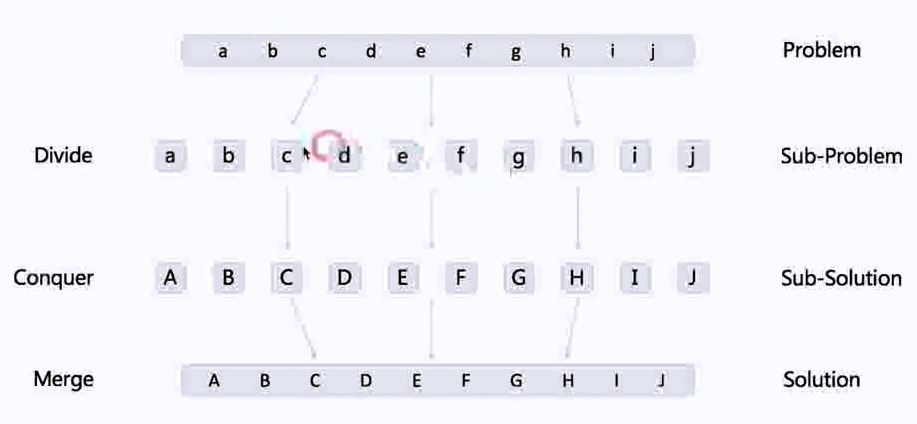 a b c d e f g h i j Problem
Divide a b c d e f g h i j Sub-Problem
Conquer A B C D E F G H I J Sub-Solution
Merge A B C D E F G H I J Solution